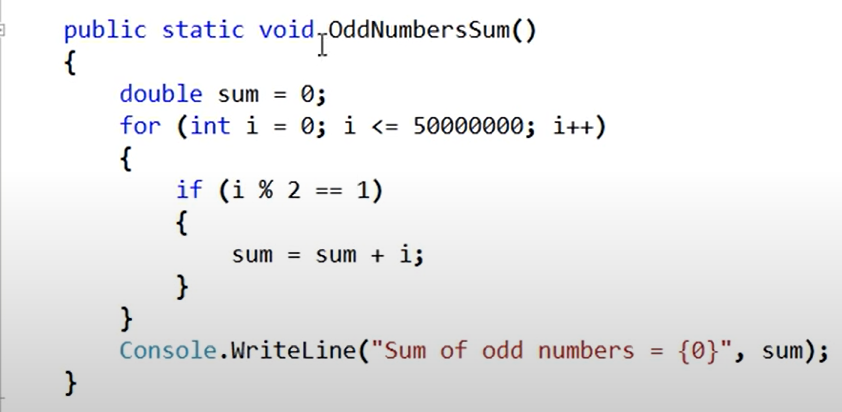 public static void OddNumbersSum()
{
double sum = 0;
for (int i = 0; i <= 50000000; i++)
{
if (i % 2 == 1)
{
sum = sum + i;
}
}
Console.WriteLine("Sum of odd numbers = {0}", sum);
}